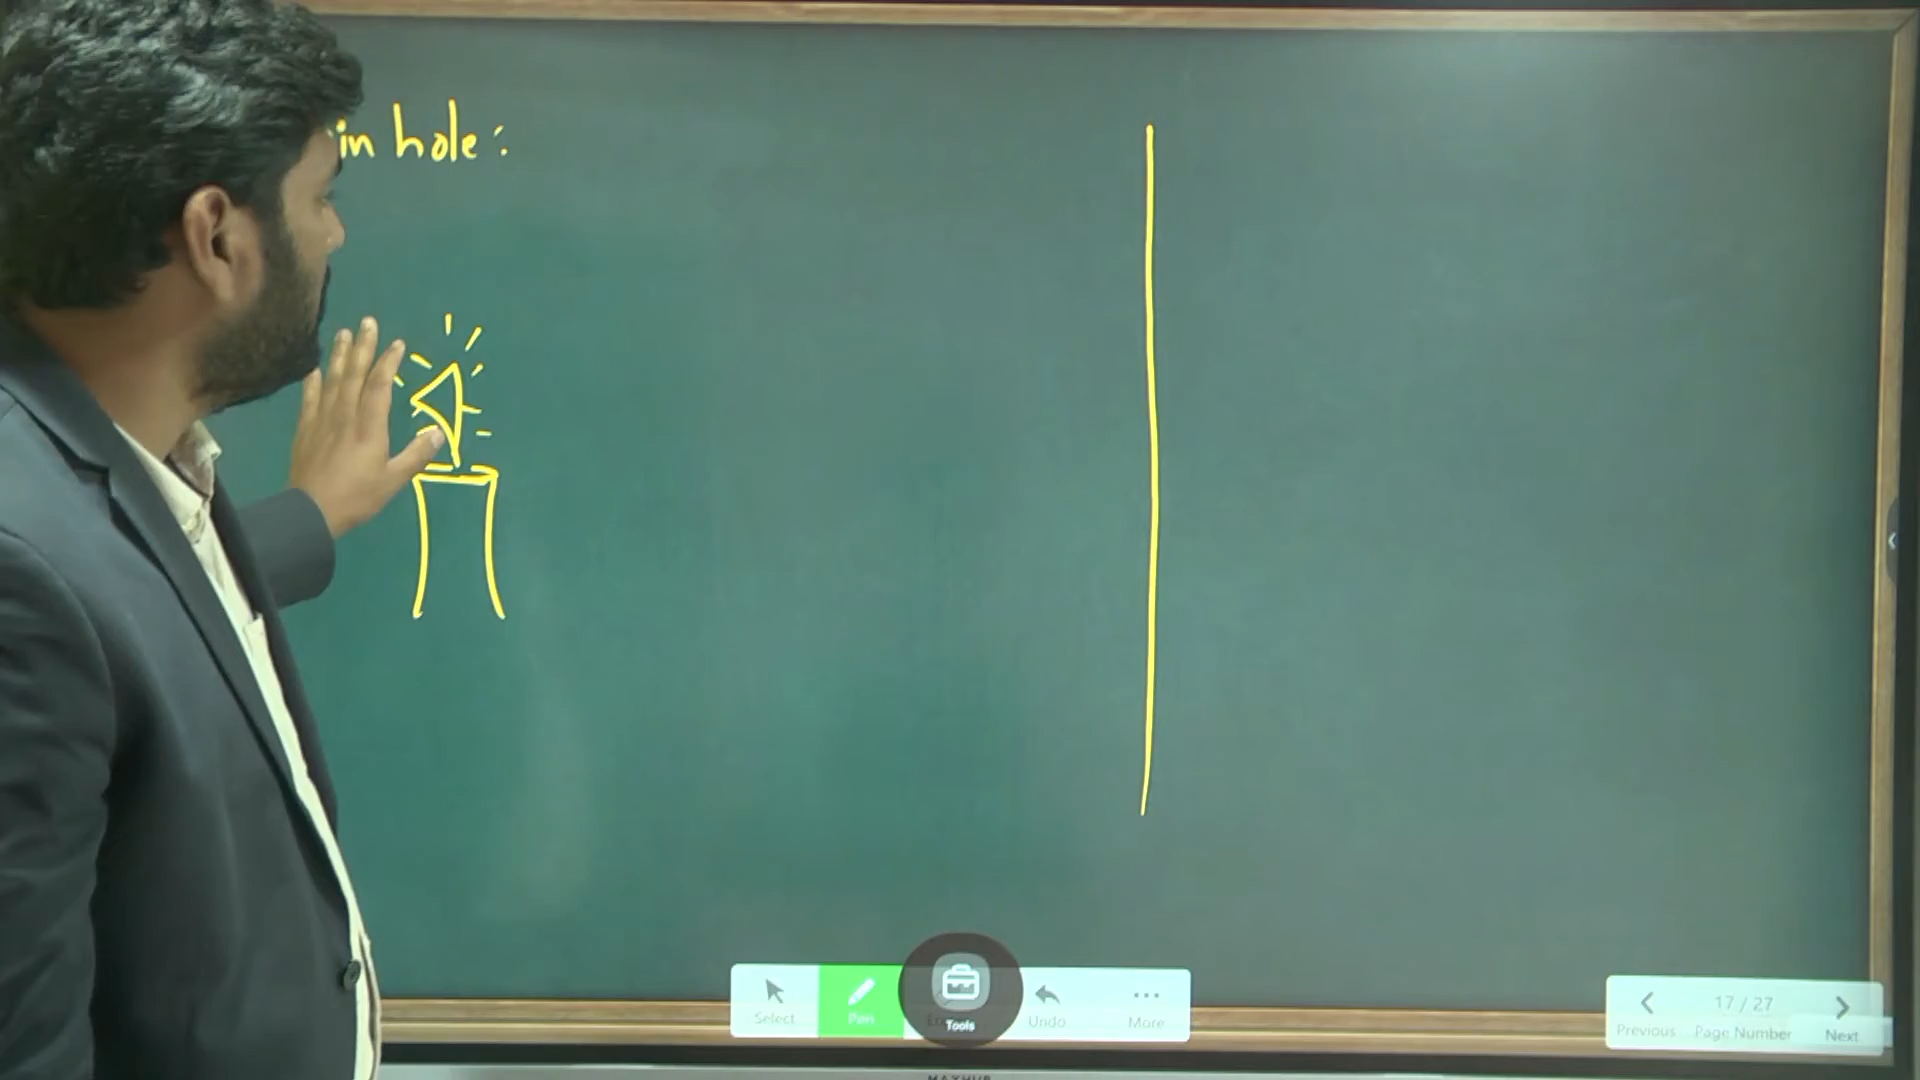 in hole :
Select
Pen
Tools
Undo
More
17 / 27
Previous Page Number Next